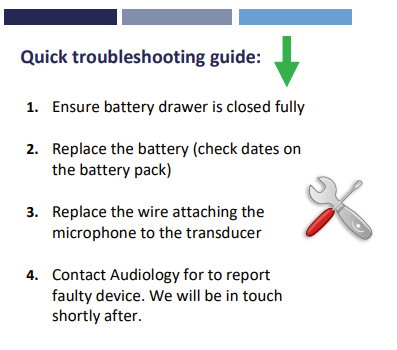 Quick troubleshooting guide:
1. Ensure battery drawer is closed fully
2. Replace the battery (check dates on
the battery pack)
3. Replace the wire attaching the
microphone to the transducer
4. Contact Audiology for to report
faulty device. We will be in touch
shortly after.